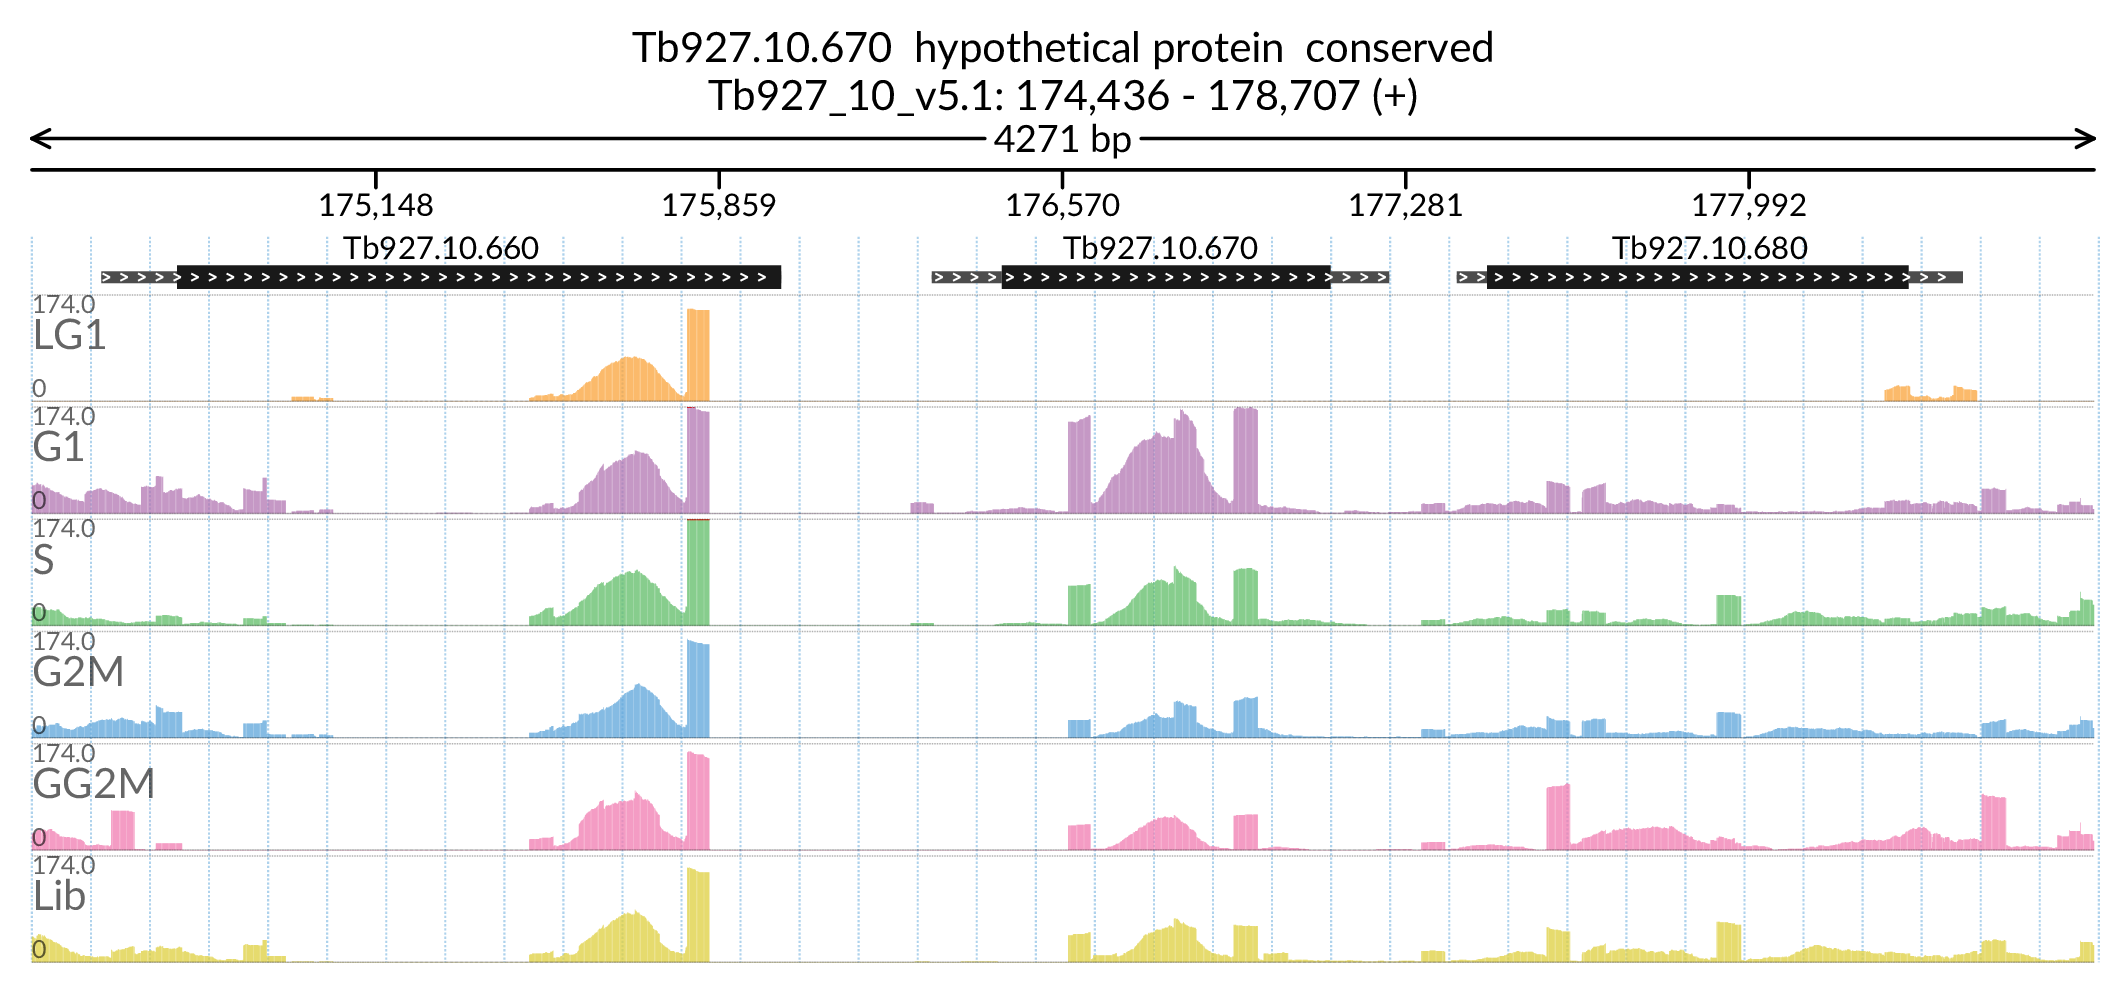 Tb927.10.670 hypothetical protein conserved
Tb927_10_v5.1: 174,436 - 178,707 (+)
4271 bp
175,148 175,859 176,570 177,281 177,992
Tb927.10.660 Tb927.10.670 Tb927.10.680
174.0
LG1
0
174.0
G1
0
174.0
S
0
174.0
G2M
0
174.0
GG2M
0
174.0
Lib
0